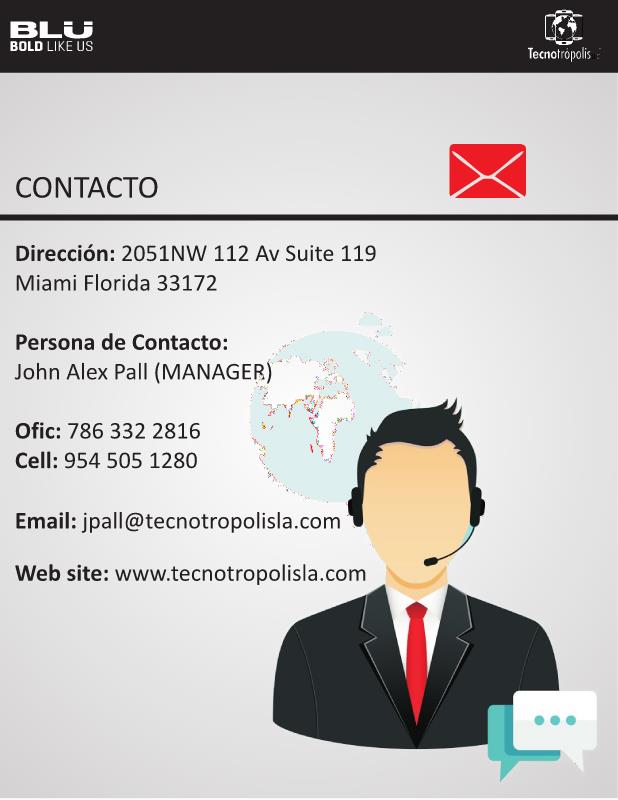 BLU
BOLD LIKE US
Tecnotrópolis
CONTACTO
Dirección: 2051NW 112 Av Suite 119
Miami Florida 33172
Persona de Contacto:
John Alex Pall (MANAGER)
Ofic: 786 332 2816
Cell: 954 505 1280
Email: jpall@tecnotropolisla.com
Web site: www.tecnotropolisla.com